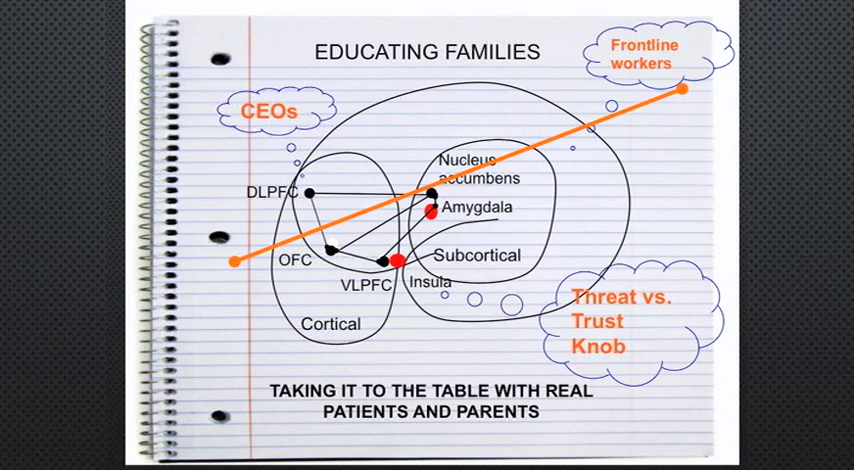 EDUCATING FAMILIES
Frontline
workers
CEOs
Nucleus
accumbens
DLPFC
Amygdala
OFC
Subcortical
VLPFC
Insula
Threat vs.
Trust
Knob
Cortical
TAKING IT TO THE TABLE WITH REAL
PATIENTS AND PARENTS